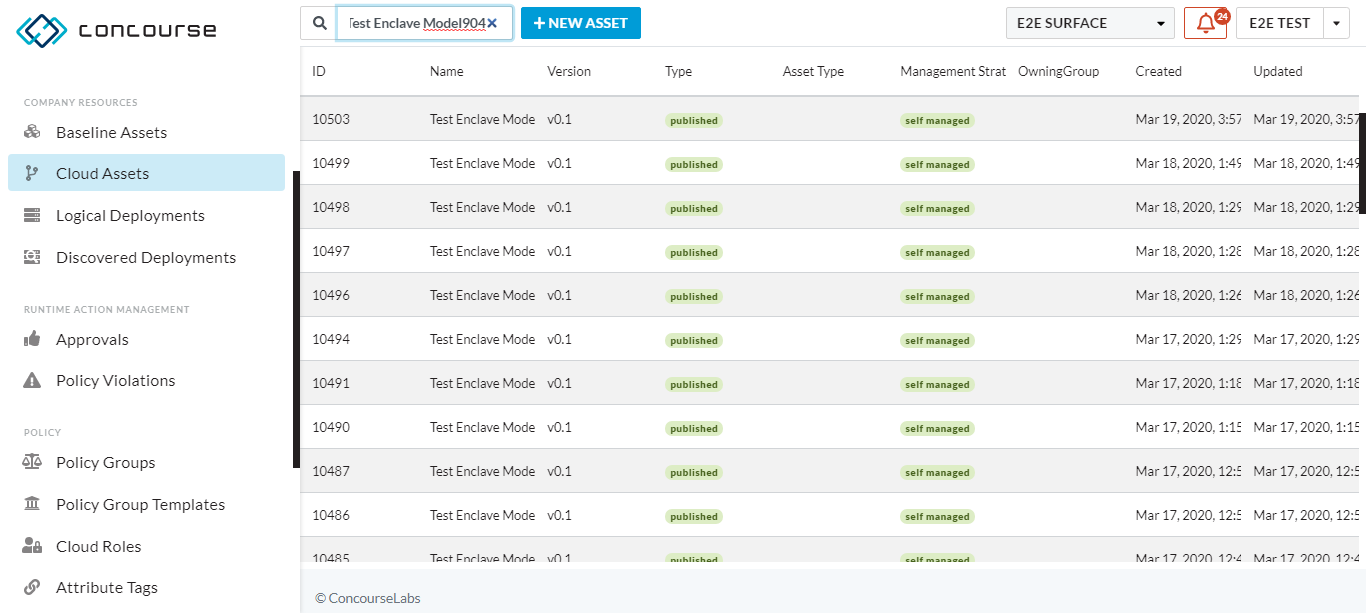 concourse
Test Enclave Model904 × + NEW ASSET E2E SURFACE 24 E2E TEST
ID Name Version Type Asset Type Management Strat OwningGroup Created Updated
COMPANY RESOURCES
Baseline Assets
Cloud Assets
Logical Deployments
Discovered Deployments
RUNTIME ACTION MANAGEMENT
Approvals
Policy Violations
POLICY
Policy Groups
Policy Group Templates
Cloud Roles
Attribute Tags
10503 Test Enclave Mode v0.1 published self managed Mar 19, 2020, 3:57 Mar 19, 2020, 3:57
10499 Test Enclave Mode v0.1 published self managed Mar 18, 2020, 1:49 Mar 18, 2020, 1:49
10498 Test Enclave Mode v0.1 published self managed Mar 18, 2020, 1:29 Mar 18, 2020, 1:29
10497 Test Enclave Mode v0.1 published self managed Mar 18, 2020, 1:28 Mar 18, 2020, 1:28
10496 Test Enclave Mode v0.1 published self managed Mar 18, 2020, 1:26 Mar 18, 2020, 1:26
10494 Test Enclave Mode v0.1 published self managed Mar 17, 2020, 1:29 Mar 17, 2020, 1:29
10491 Test Enclave Mode v0.1 published self managed Mar 17, 2020, 1:18 Mar 17, 2020, 1:18
10490 Test Enclave Mode v0.1 published self managed Mar 17, 2020, 1:15 Mar 17, 2020, 1:15
10487 Test Enclave Mode v0.1 published self managed Mar 17, 2020, 12:5 Mar 17, 2020, 12:5
10486 Test Enclave Mode v0.1 published self managed Mar 17, 2020, 12:5 Mar 17, 2020, 12:5
10485 Test Enclave Mode v0.1 published self managed Mar 17, 2020, 12:4 Mar 17, 2020, 12:4
© ConcourseLabs